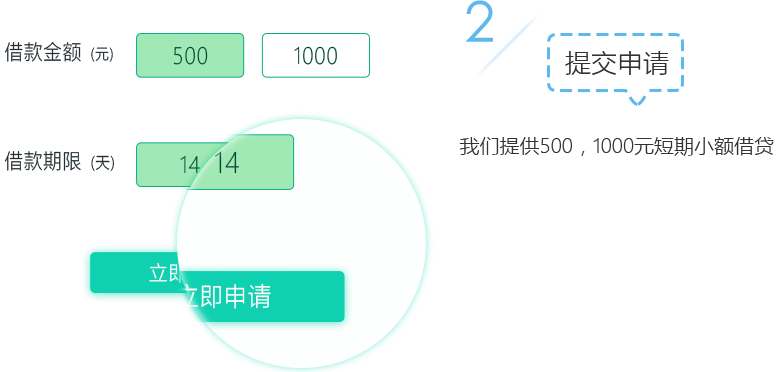 借款金额 (元) 500 1000
借款期限 (天) 14 14
立即
立即申请
2
提交申请
我们提供500，1000元短期小额借贷